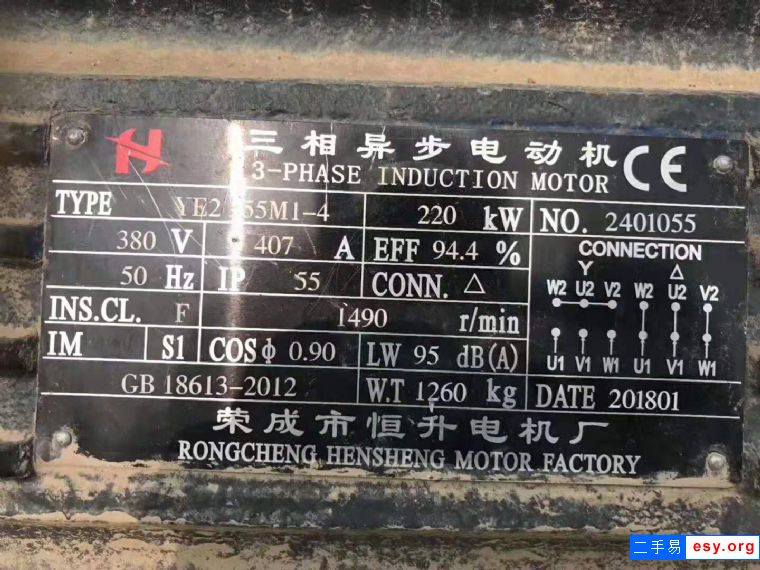 三相异步电动机 CE
3-PHASE INDUCTION MOTOR
TYPE 55M1-4 220 kW NO. 2401055
380 V 407 A EFF 94.4 % CONNECTION
Y △
50 Hz IP 55 CONN. △ W2 U2 V2 W2 U2 V2
INS.CL. F 1490 r/min
IM S1 COSϕ 0.90 LW 95 dB(A) U1 V1 W1 U1 V1 W1
GB 18613-2012 W.T 1260 kg DATE 201801
荣成市恒升电机厂
RONGCHENG HENSHENG MOTOR FACTORY
二手易 esy.org